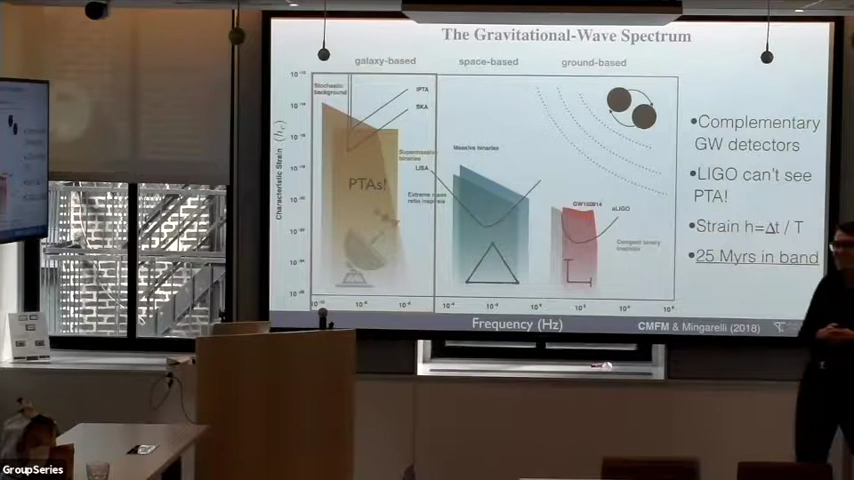 The Gravitational-Wave Spectrum
galaxy-based
space-based
ground-based
Stochastic
background
IPTA
SKA
Supermassive
binaries
LISA
Extreme mass
ratio inspirals
PTAs!
Massive binaries
GW150914
aLIGO
Compact binary
inspirals
Characteristic Strain (hc)
Frequency (Hz)
•Complementary
GW detectors
•LIGO can't see
PTA!
•Strain h=Δt / T
•25 Myrs in band
CMFM & Mingarelli (2018)
GroupSeries